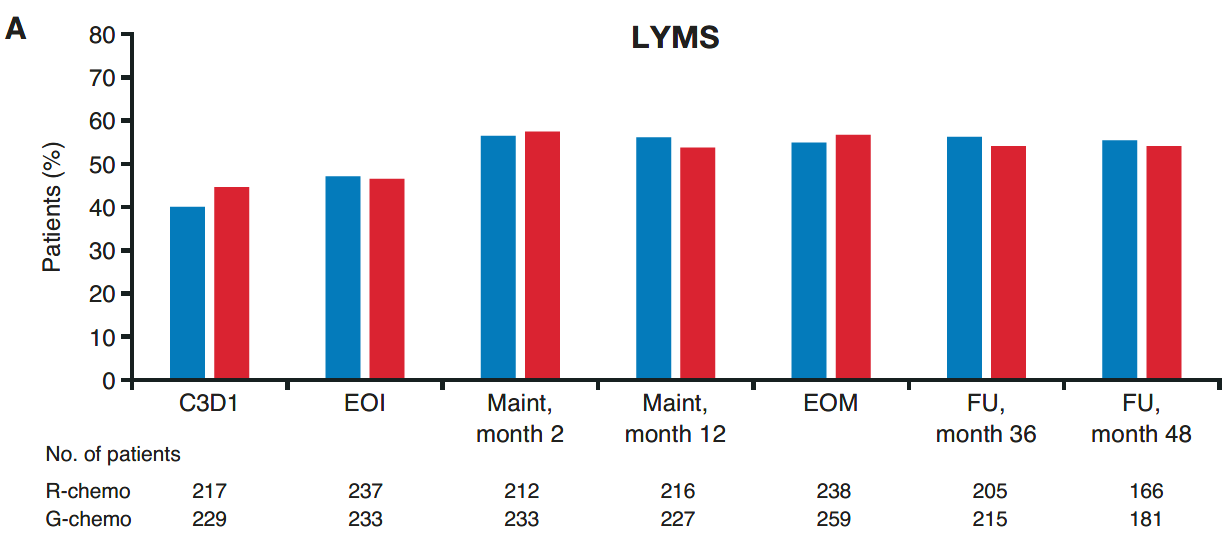 A
LYMS
Patients (%)
80
70
60
50
40
30
20
10
0
C3D1 EOI Maint, month 2 Maint, month 12 EOM FU, month 36 FU, month 48
No. of patients
R-chemo 217 237 212 216 238 205 166
G-chemo 229 233 233 227 259 215 181